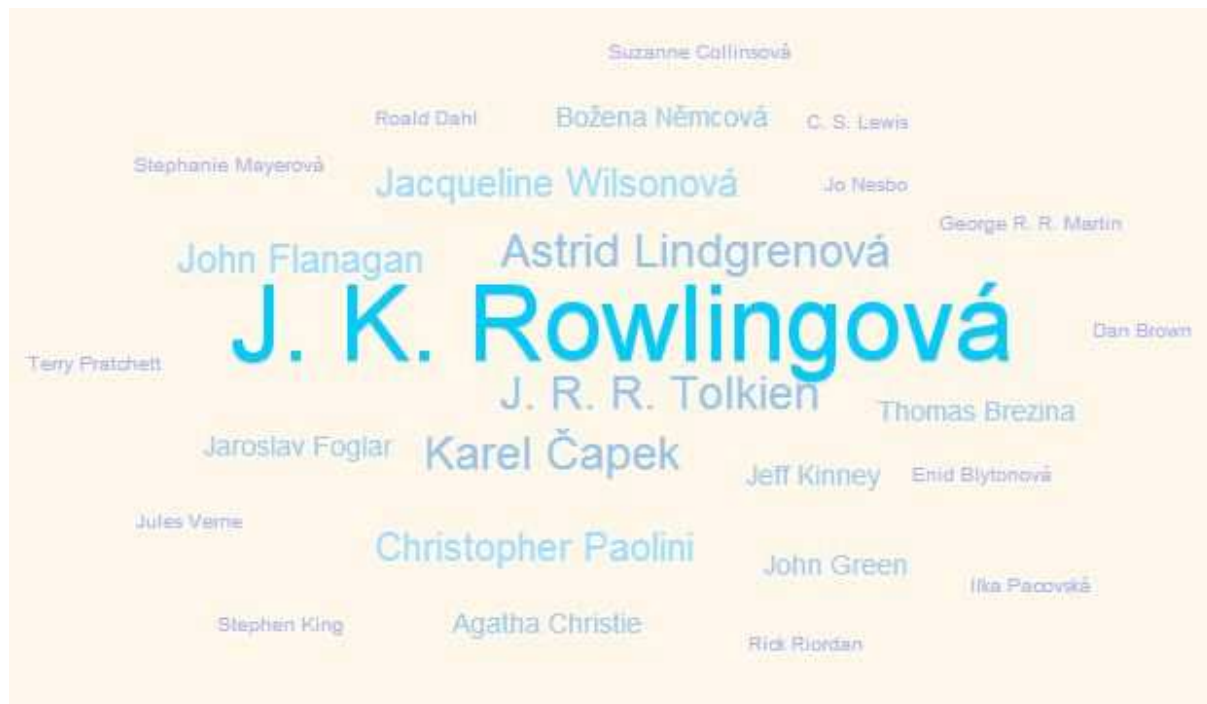 Suzanne Collinsová
Roald Dahl Božena Němcová C. S. Lewis
Stephanie Mayerová Jacqueline Wilsonová Jo Nesbo
George R. R. Martin
John Flanagan Astrid Lindgrenová
J. K. Rowlingová Dan Brown
Terry Pratchett
J. R. R. Tolkien Thomas Brezina
Jaroslav Foglar Karel Čapek
Jeff Kinney Enid Blytonová
Jules Verne
Christopher Paolini John Green
Ilka Pacovská
Stephen King Agatha Christie
Rick Riordan